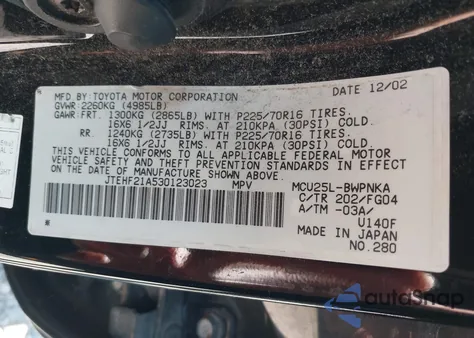 MFD.BY:TOYOTA MOTOR CORPORATION DATE 12/02
GVWR:2260KG (4985LB)
GAWR:FRT. 1300KG (2865LB) WITH P225/70R16 TIRES.
16X6 1/2JJ RIMS. AT 210KPA (30PSI) COLD.
RR. 1240KG (2735LB) WITH P225/70R16 TIRES.
16X6 1/2JJ RIMS. AT 210KPA (30PSI) COLD.
THIS VEHICLE CONFORMS TO ALL APPLICABLE FEDERAL MOTOR VEHICLE
SAFETY AND THEFT PREVENTION STANDARDS IN EFFECT
ON THE DATE OF MANUFACTURE SHOWN ABOVE.
JTEHF21A530123023 MPV MCU25L-BWPNKA
C/TR 202/FG04
A/TM -03A/
U140F
MADE IN JAPAN
NO.280
autoSnap